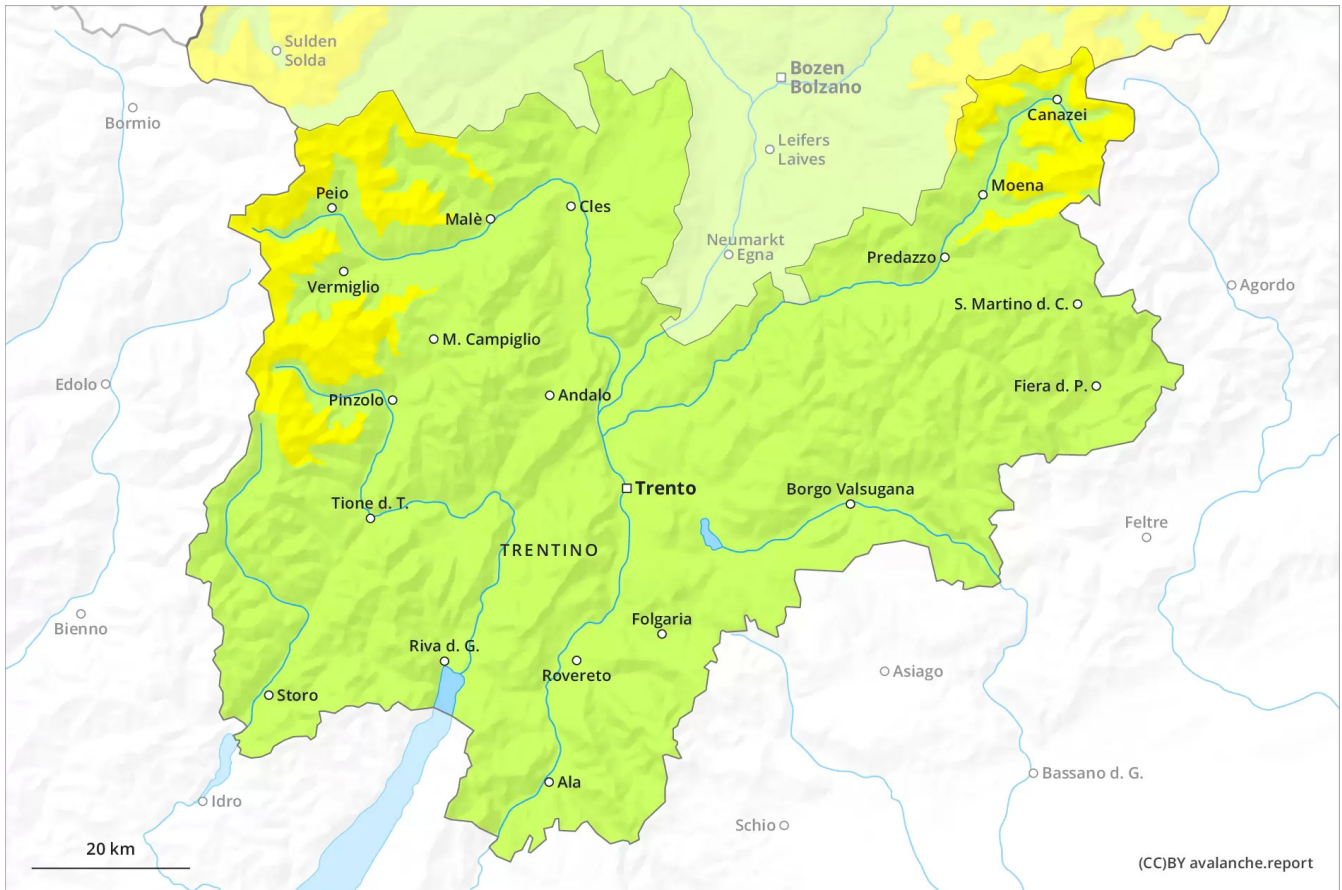 Sulden
Solda
Bozen
Bolzano
Bormio
Canazei
Leifers
Laives
Peio
Moena
Malè
Cles
Neumarkt
Egna
Predazzo
Vermiglio
Agordo
S. Martino d. C.
M. Campiglio
Edolo
Fiera d. P.
Andalo
Pinzolo
Trento
Borgo Valsugana
Tione d. T.
Feltre
TRENTINO
Folgaria
Bienno
Riva d. G.
Asiago
Rovereto
Storo
Bassano d. G.
Ala
Idro
Schio
20 km
(CC)BY avalanche.report